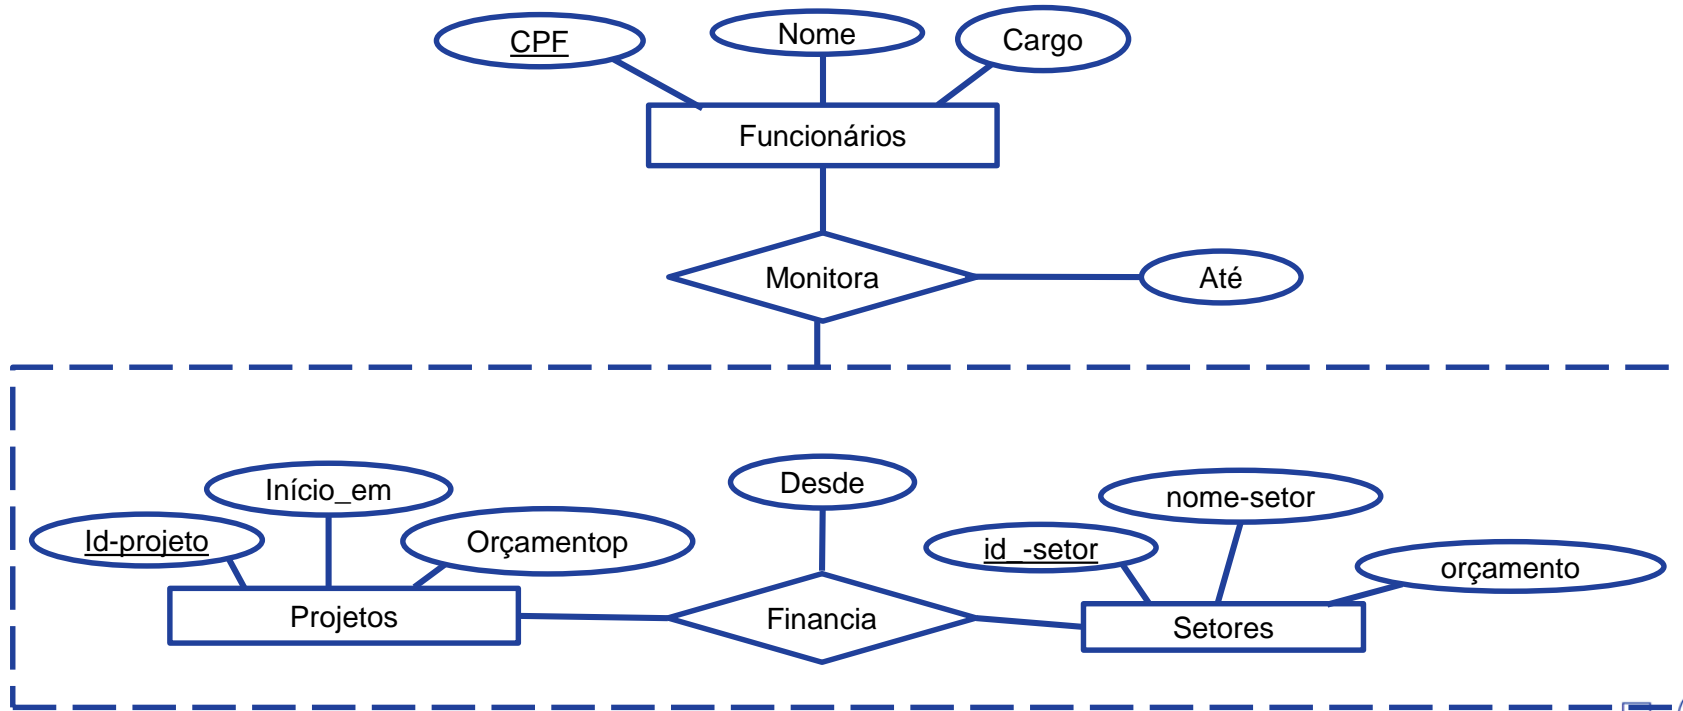 CPF
Nome
Cargo
Funcionários
Monitora
Até
Início_em
Desde
nome-setor
Id-projeto
Orçamentop
id_-setor
orçamento
Projetos
Financia
Setores